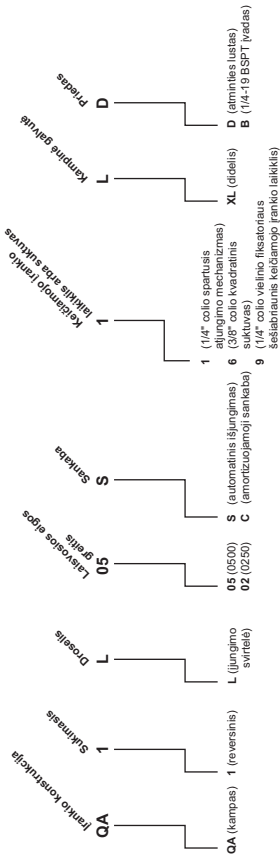 Įrankio konstrukcija
QA
QA (kampas)
Sukimasis
1
1 (reversinis)
Droselis
L
L (įjungimo
svirtelė)
Laisvosios eigos
greitis
05
05 (0500)
02 (0250)
Sankaba
S
S (automatinis išjungimas)
C (amortizuojamoji sankaba)
Keičiamojo įrankio
laikiklis arba suktuvas
1
1 (1/4" colio spartusis
atjungimo mechanizmas)
6 (3/8" colio kvadratinis
suktuvas)
9 (1/4" colio vielinio fiksatoriaus
šešiabriaunis keičiamojo įrankio laikiklis)
Kampinė galvutė
L
XL (didelis)
Priedas
D
D (atminties lustas)
B (1/4-19 BSPT įvadas)